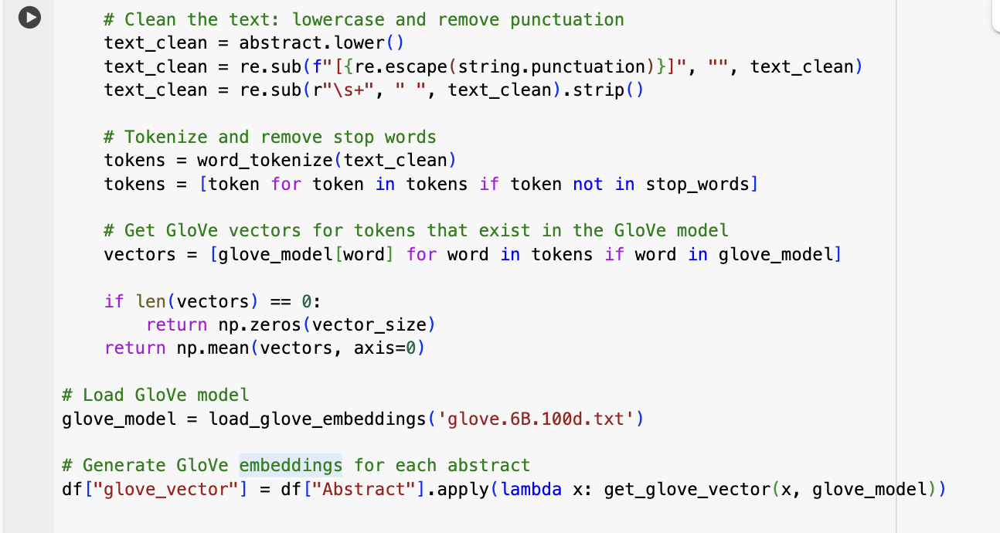 # Clean the text: lowercase and remove punctuation
text_clean = abstract.lower()
text_clean = re.sub(f"[{re.escape(string.punctuation)}]", "", text_clean)
text_clean = re.sub(r"\s+", " ", text_clean).strip()
# Tokenize and remove stop words
tokens = word_tokenize(text_clean)
tokens = [token for token in tokens if token not in stop_words]
# Get GloVe vectors for tokens that exist in the GloVe model
vectors = [glove_model[word] for word in tokens if word in glove_model]
if len(vectors) == 0:
return np.zeros(vector_size)
return np.mean(vectors, axis=0)
# Load GloVe model
glove_model = load_glove_embeddings('glove.6B.100d.txt')
# Generate GloVe embeddings for each abstract
df["glove_vector"] = df["Abstract"].apply(lambda x: get_glove_vector(x, glove_model))